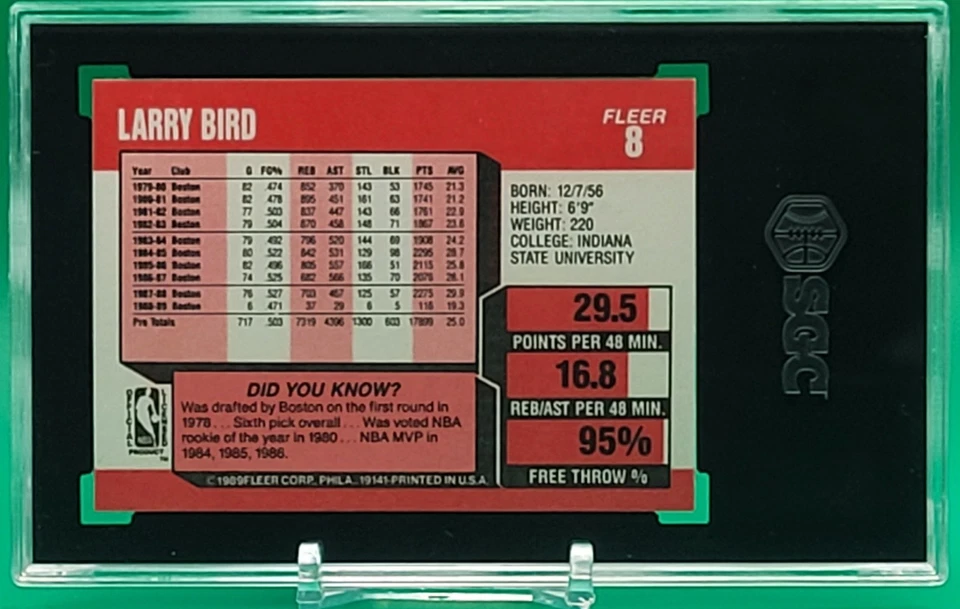 LARRY BIRD
FLEER
8
Year Club G FG% REB AST STL BLK PTS AVG
1979-80 Boston 82 .474 852 370 143 53 1745 21.3
1980-81 Boston 82 .478 895 451 161 63 1741 21.2
1981-82 Boston 77 .503 837 447 143 66 1761 22.9
1982-83 Boston 79 .504 870 458 148 71 1867 23.6
1983-84 Boston 79 .492 796 520 144 69 1908 24.2
1984-85 Boston 80 .522 842 531 129 98 2295 28.7
1985-86 Boston 82 .496 805 557 166 51 2115 25.8
1986-87 Boston 74 .525 682 566 135 70 2076 28.1
1987-88 Boston 76 .527 703 467 125 57 2275 29.9
1988-89 Boston 6 .471 37 29 6 5 116 19.3
Pro Totals 717 .503 7319 4396 1300 603 17899 25.0
BORN: 12/7/56
HEIGHT: 6'9"
WEIGHT: 220
COLLEGE: INDIANA
STATE UNIVERSITY
29.5
POINTS PER 48 MIN.
16.8
REB/AST PER 48 MIN.
95%
FREE THROW %
DID YOU KNOW?
Was drafted by Boston on the first round in
1978 . . . Sixth pick overall . . . Was voted NBA
rookie of the year in 1980 . . . NBA MVP in
1984, 1985, 1986.
OFFICIAL
LICENSED
NBA
PRODUCT
TM
©1989 FLEER CORP., PHILA., 19141-PRINTED IN U.S.A.
SGC